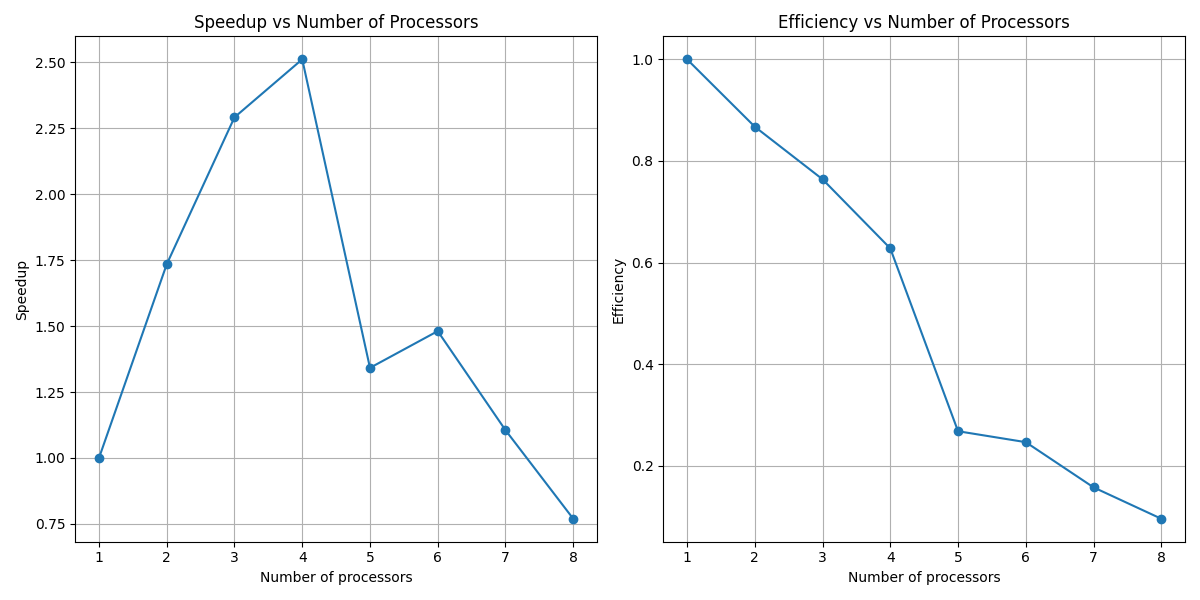 Speedup vs Number of Processors
2.50
2.25
2.00
1.75
1.50
1.25
1.00
0.75
Speedup
1 2 3 4 5 6 7 8
Number of processors
Efficiency vs Number of Processors
1.0
0.8
0.6
0.4
0.2
Efficiency
1 2 3 4 5 6 7 8
Number of processors